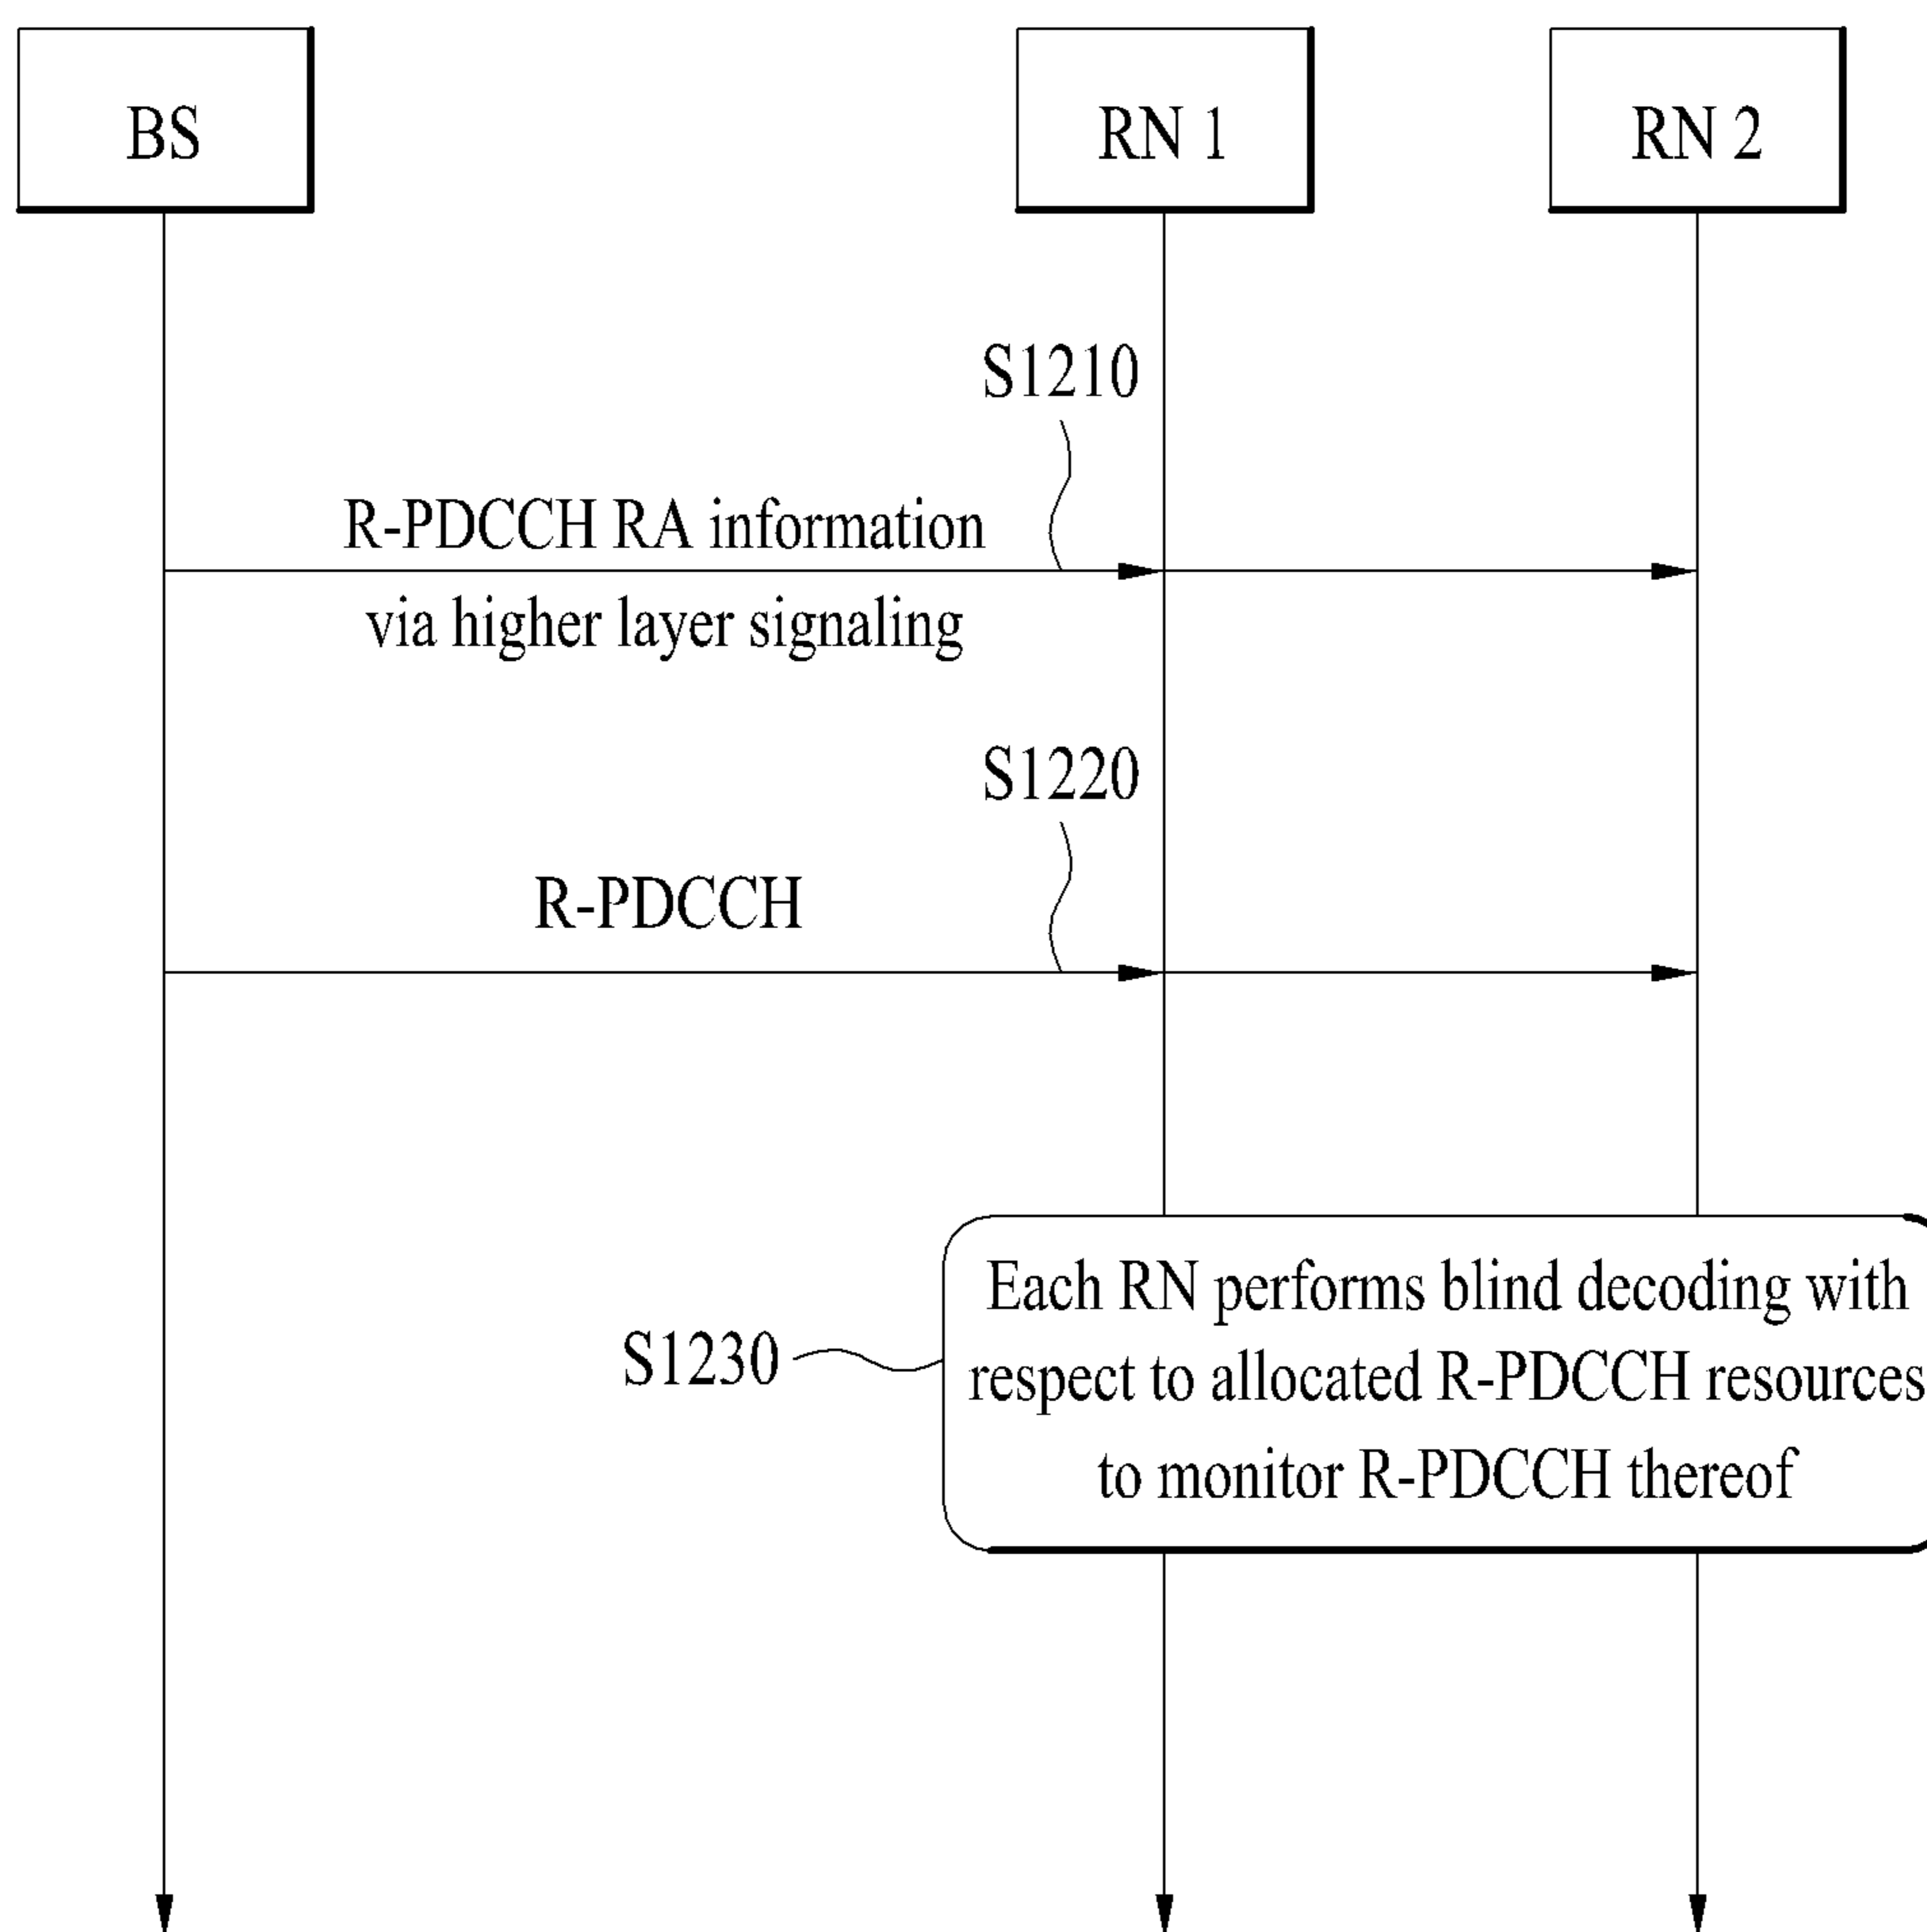 BS
RN 1
RN 2
S1210
R-PDCCH RA information
via higher layer signaling
S1220
R-PDCCH
S1230
Each RN performs blind decoding with
respect to allocated R-PDCCH resources
to monitor R-PDCCH thereof